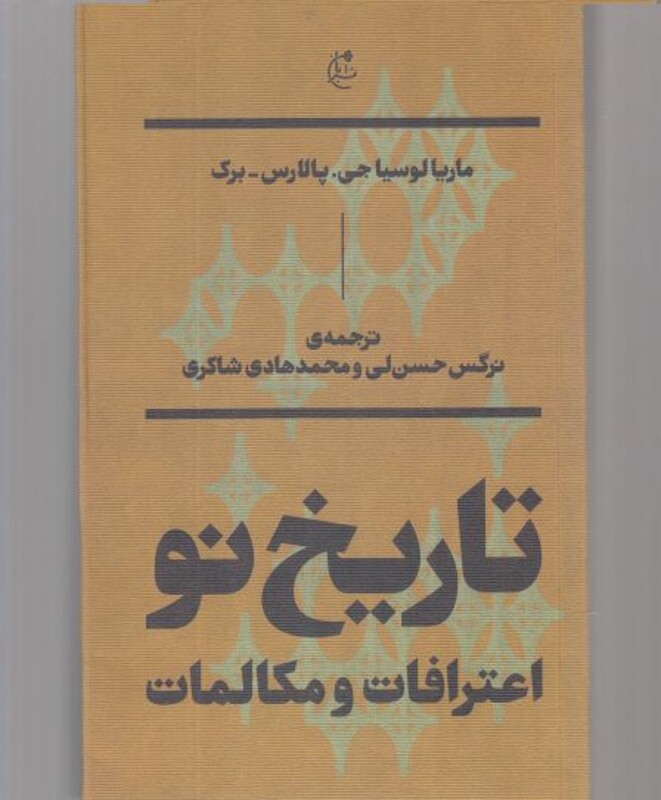 ماریا لوسیا جی. پالارس - برک
ترجمه‌ی
نرگس حسن‌لی و محمدهادی شاکری
تاریخ نو
اعترافات و مکالمات